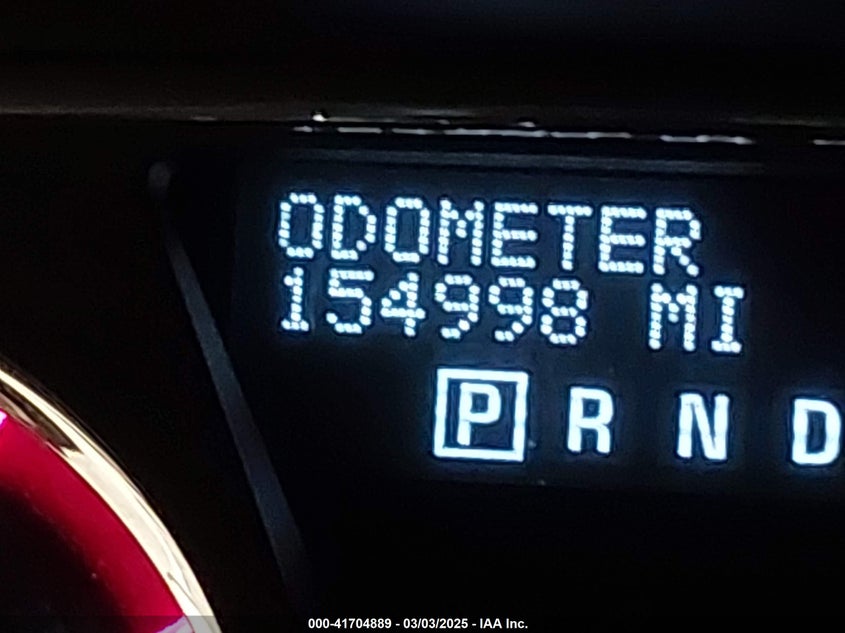 ODOMETER
154998 MI
P R N D
000-41704889 - 03/03/2025 - IAA Inc.